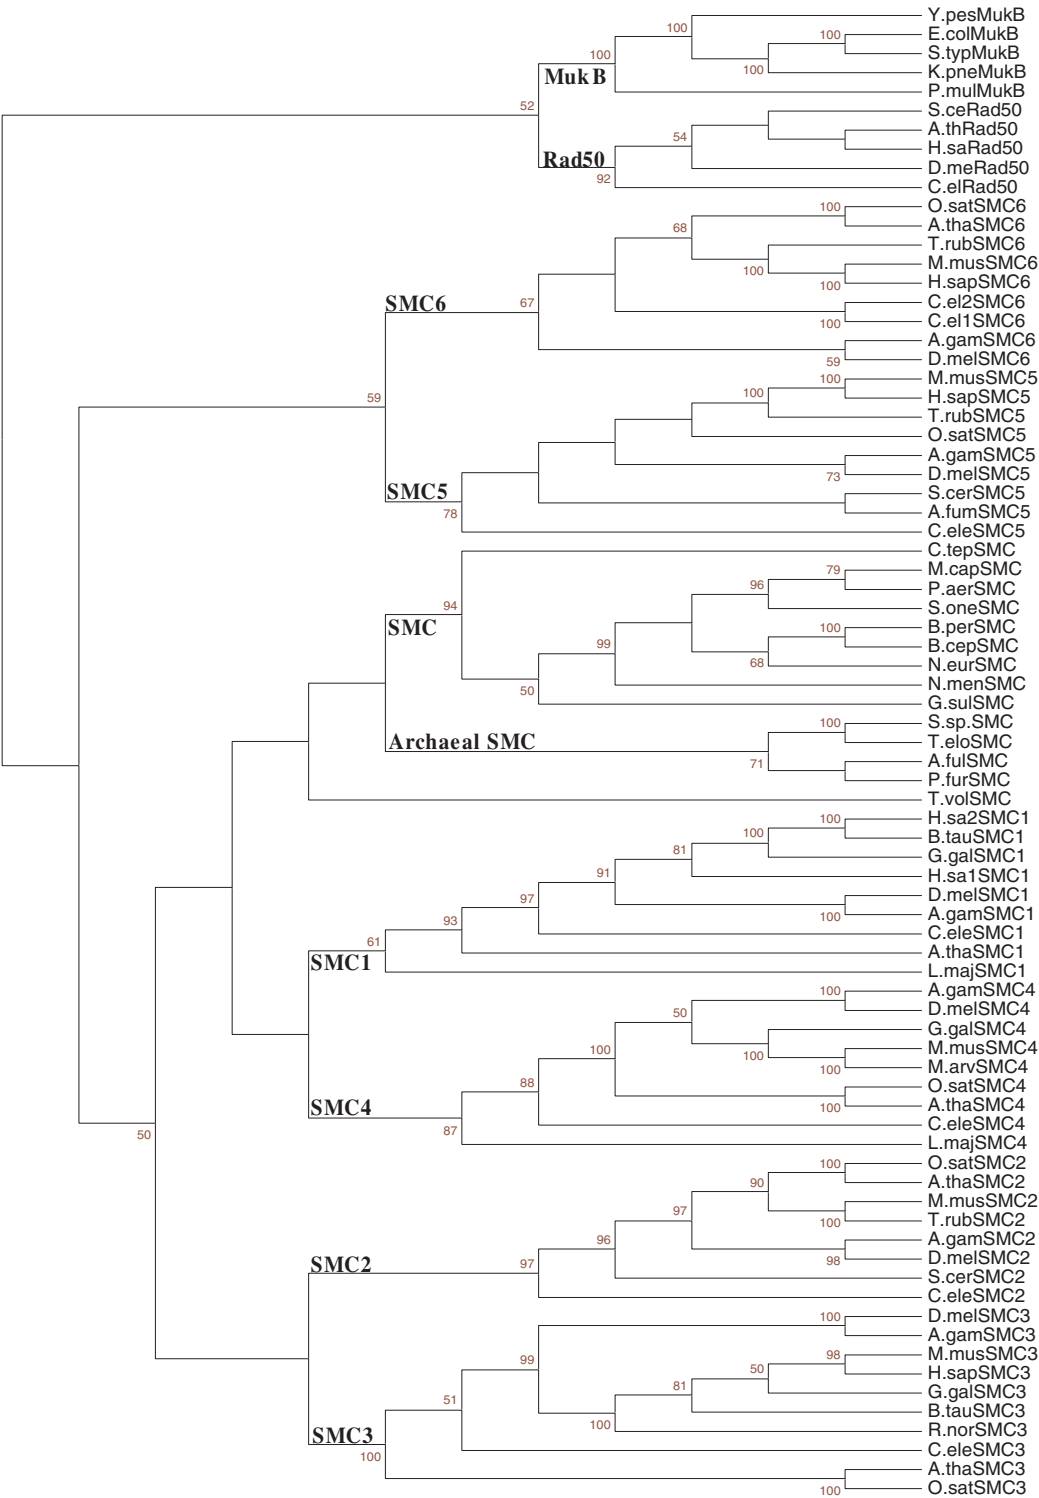 Y.pesMukB
100
100
E.colMukB
S.typMukB
100
K.pneMukB
100
Muk B
P.mulMukB
52
S.ceRad50
A.thRad50
54
H.saRad50
Rad50
D.meRad50
92
C.elRad50
O.satSMC6
100
A.thaSMC6
68
T.rubSMC6
100
M.musSMC6
H.sapSMC6
100
SMC6
67
C.el2SMC6
C.el1SMC6
100
A.gamSMC6
D.melSMC6
59
M.musSMC5
100
59
100
H.sapSMC5
T.rubSMC5
O.satSMC5
A.gamSMC5
D.melSMC5
73
SMC5
S.cerSMC5
78
A.fumSMC5
C.eleSMC5
C.tepSMC
M.capSMC
79
96
P.aerSMC
94
S.oneSMC
SMC
B.perSMC
100
99
B.cepSMC
68
N.eurSMC
50
N.menSMC
G.sulSMC
S.sp.SMC
100
Archaeal SMC
T.eloSMC
71
A.fulSMC
P.furSMC
T.volSMC
H.sa2SMC1
100
100
B.tauSMC1
81
G.galSMC1
91
H.sa1SMC1
97
D.melSMC1
100
A.gamSMC1
93
C.eleSMC1
61
A.thaSMC1
SMC1
L.majSMC1
A.gamSMC4
100
50
D.melSMC4
G.galSMC4
100
100
M.musSMC4
M.arvSMC4
100
88
O.satSMC4
SMC4
A.thaSMC4
100
87
C.eleSMC4
L.majSMC4
50
O.satSMC2
100
90
A.thaSMC2
97
M.musSMC2
T.rubSMC2
100
96
A.gamSMC2
SMC2
97
D.melSMC2
98
S.cerSMC2
C.eleSMC2
D.melSMC3
100
A.gamSMC3
99
M.musSMC3
98
50
H.sapSMC3
81
G.galSMC3
51
B.tauSMC3
100
R.norSMC3
SMC3
C.eleSMC3
100
A.thaSMC3
O.satSMC3
100